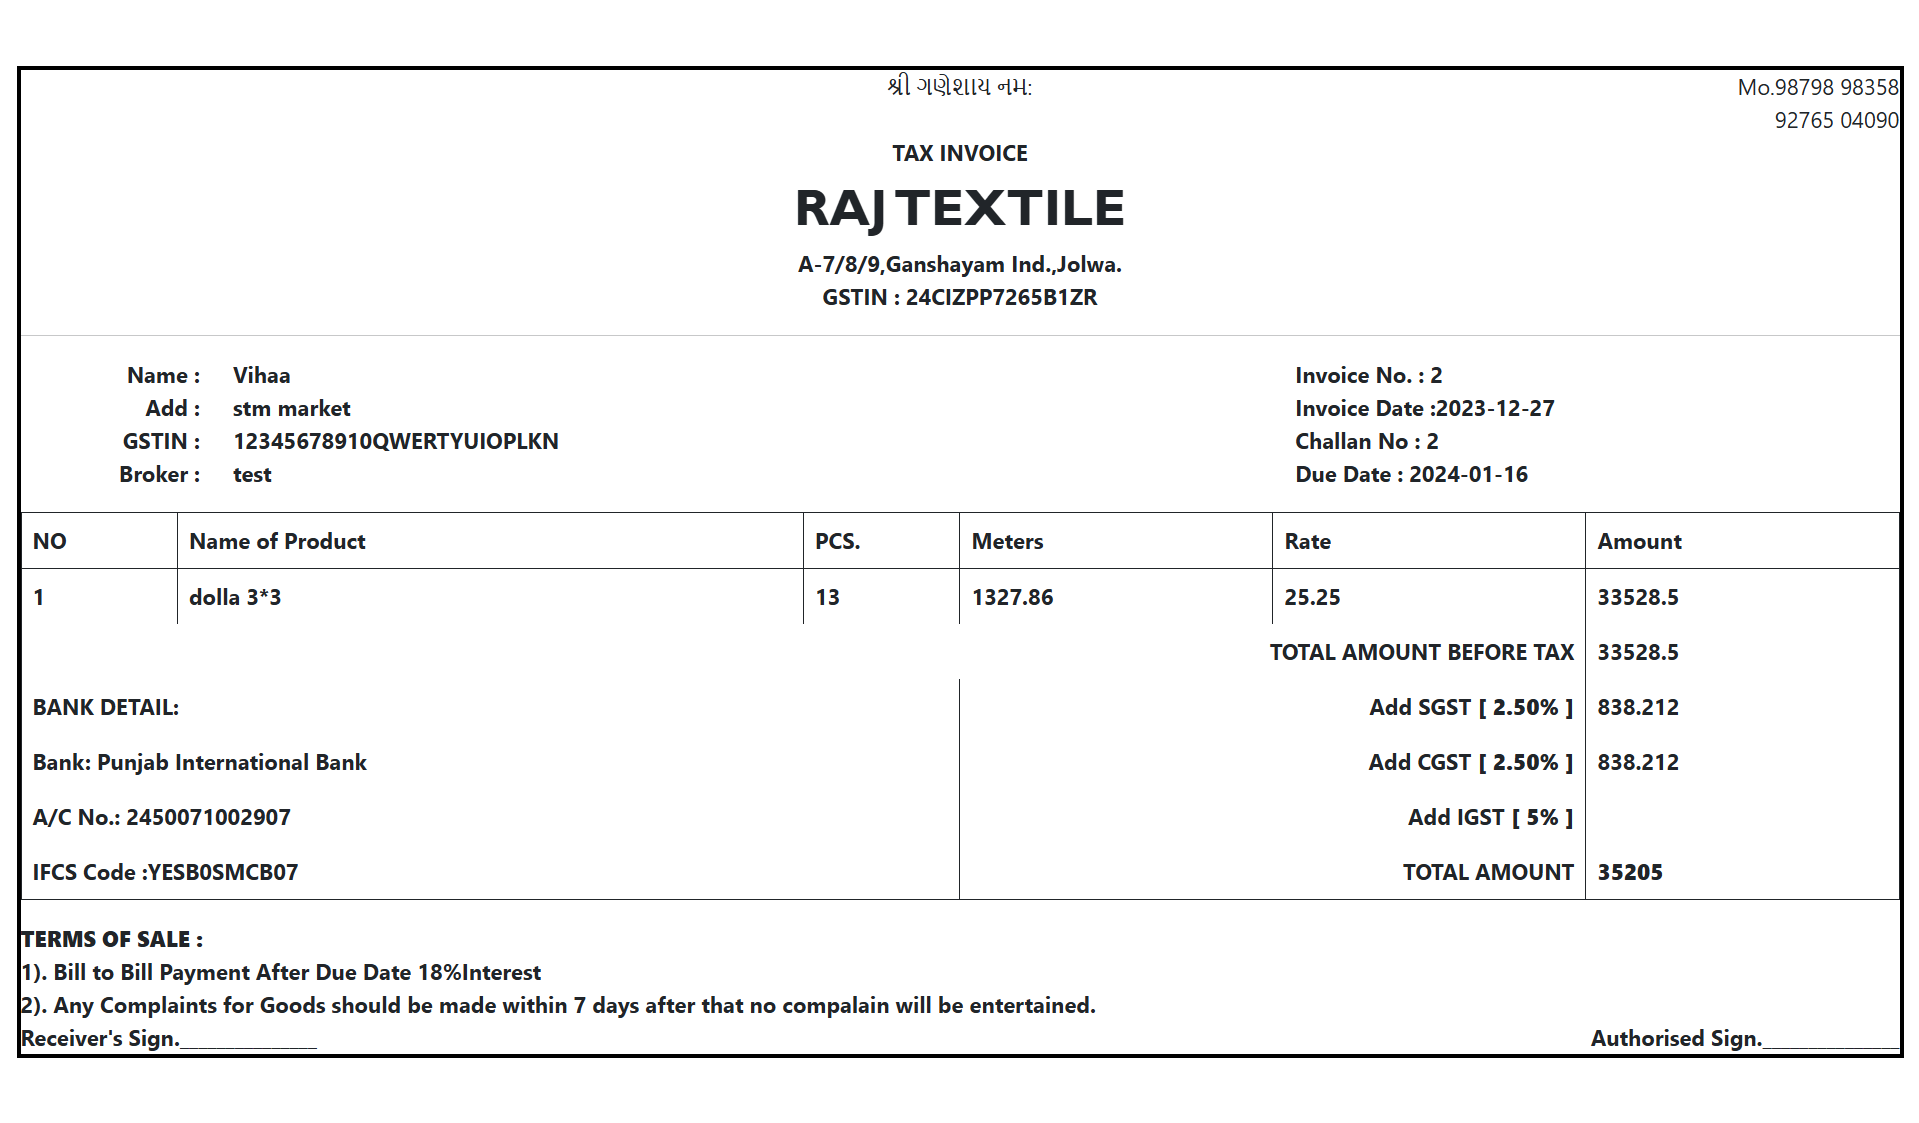 શ્રી ગણેશાય નમ:
Mo.98798 98358
92765 04090
TAX INVOICE
RAJ TEXTILE
A-7/8/9,Ganshayam Ind.,Jolwa.
GSTIN : 24CIZPP7265B1ZR
Name : Vihaa
Add : stm market
GSTIN : 12345678910QWERTYUIOPLKN
Broker : test
Invoice No. : 2
Invoice Date :2023-12-27
Challan No : 2
Due Date : 2024-01-16
NO Name of Product PCS. Meters Rate Amount
1 dolla 3*3 13 1327.86 25.25 33528.5
TOTAL AMOUNT BEFORE TAX 33528.5
BANK DETAIL: Add SGST [ 2.50% ] 838.212
Bank: Punjab International Bank Add CGST [ 2.50% ] 838.212
A/C No.: 2450071002907 Add IGST [ 5% ]
IFCS Code :YESB0SMCB07 TOTAL AMOUNT 35205
TERMS OF SALE :
1). Bill to Bill Payment After Due Date 18%Interest
2). Any Complaints for Goods should be made within 7 days after that no compalain will be entertained.
Receiver's Sign.______________ Authorised Sign.______________